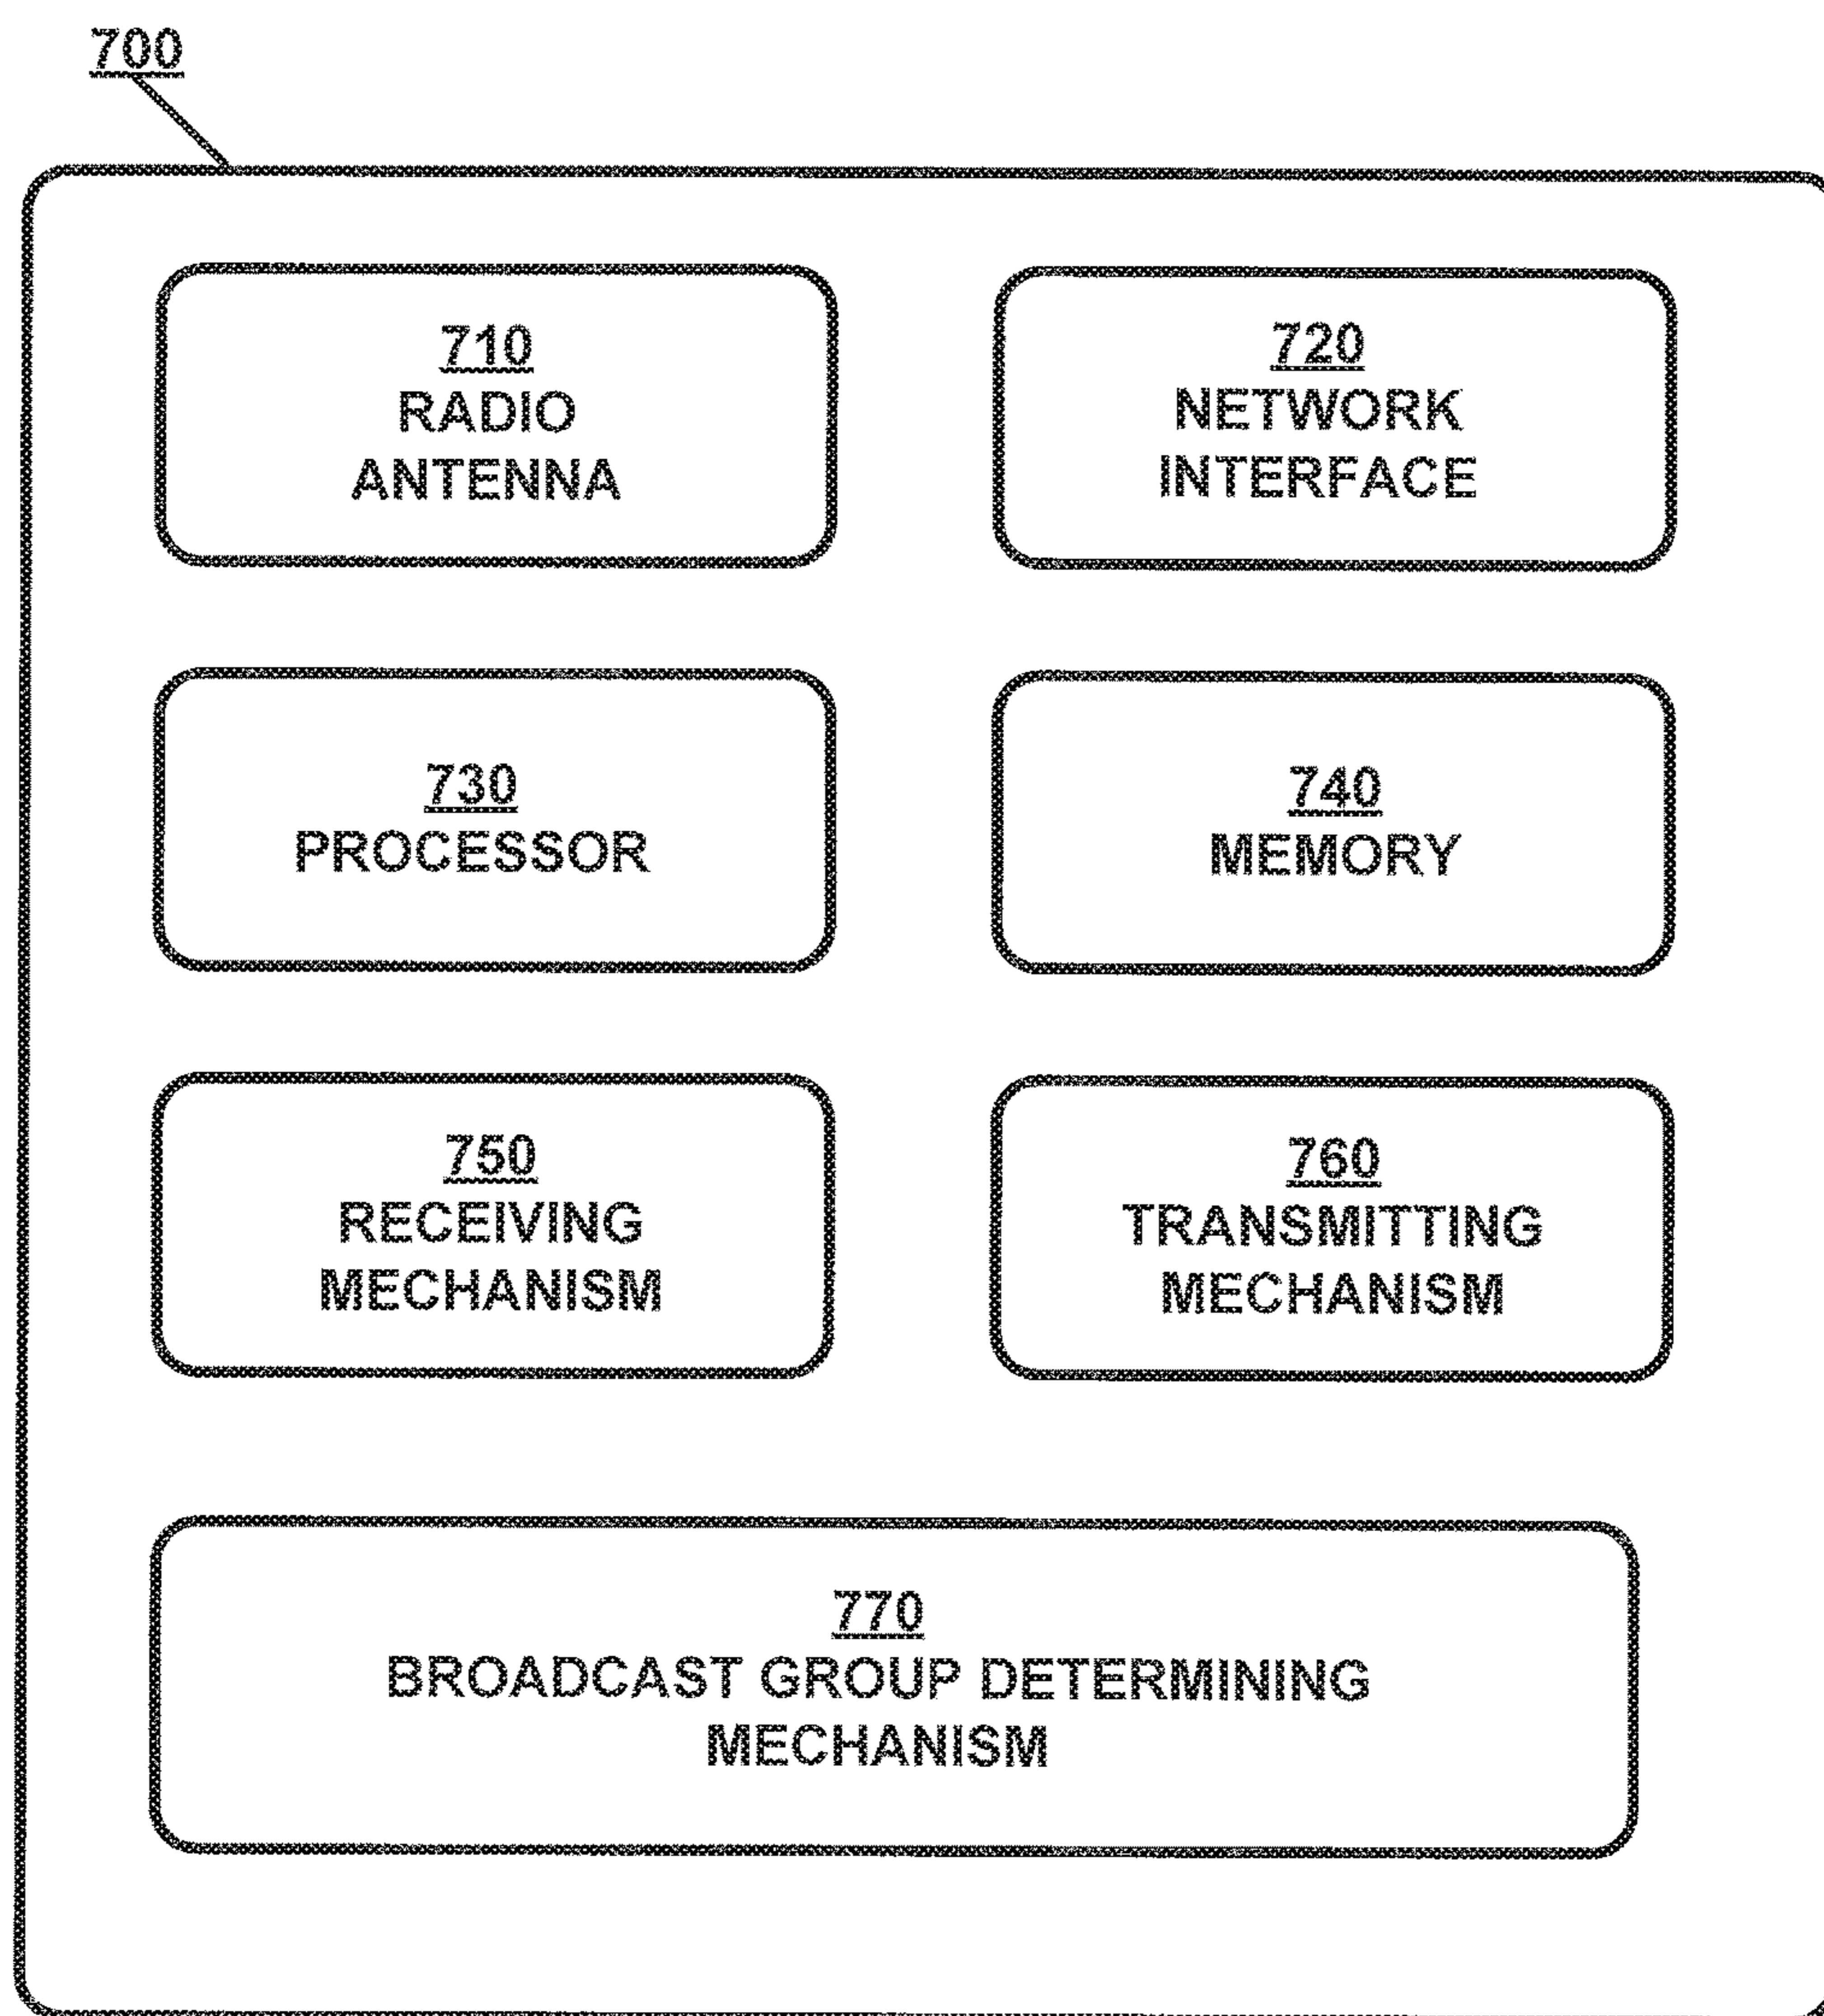 700
710
RADIO
ANTENNA
720
NETWORK
INTERFACE
730
PROCESSOR
740
MEMORY
750
RECEIVING
MECHANISM
760
TRANSMITTING
MECHANISM
770
BROADCAST GROUP DETERMINING
MECHANISM